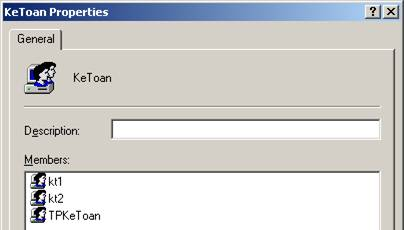 KeToan Properties
General
KeToan
Description:
Members:
kt1
kt2
TPKeToan